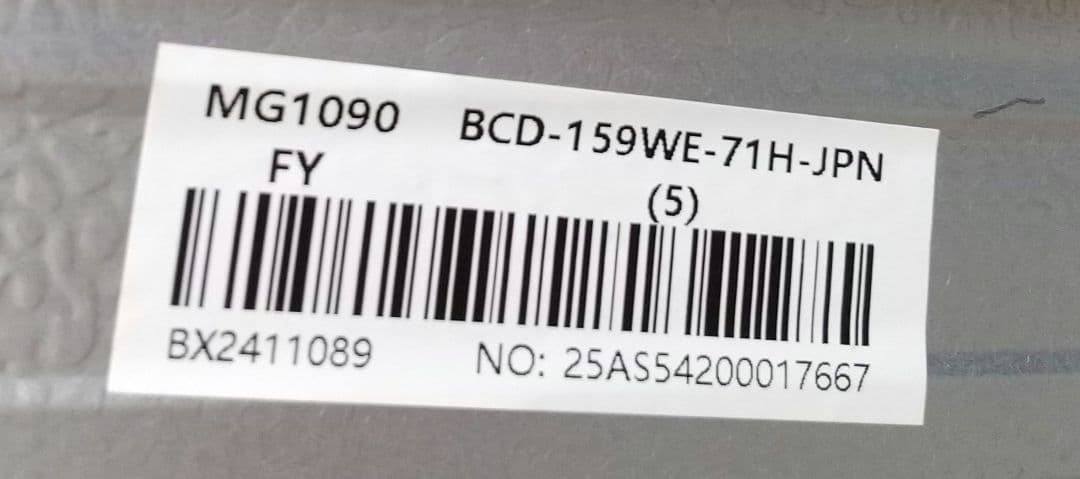 MG1090 BCD-159WE-71H-JPN
FY (5)
BX2411089 NO: 25AS54200017667